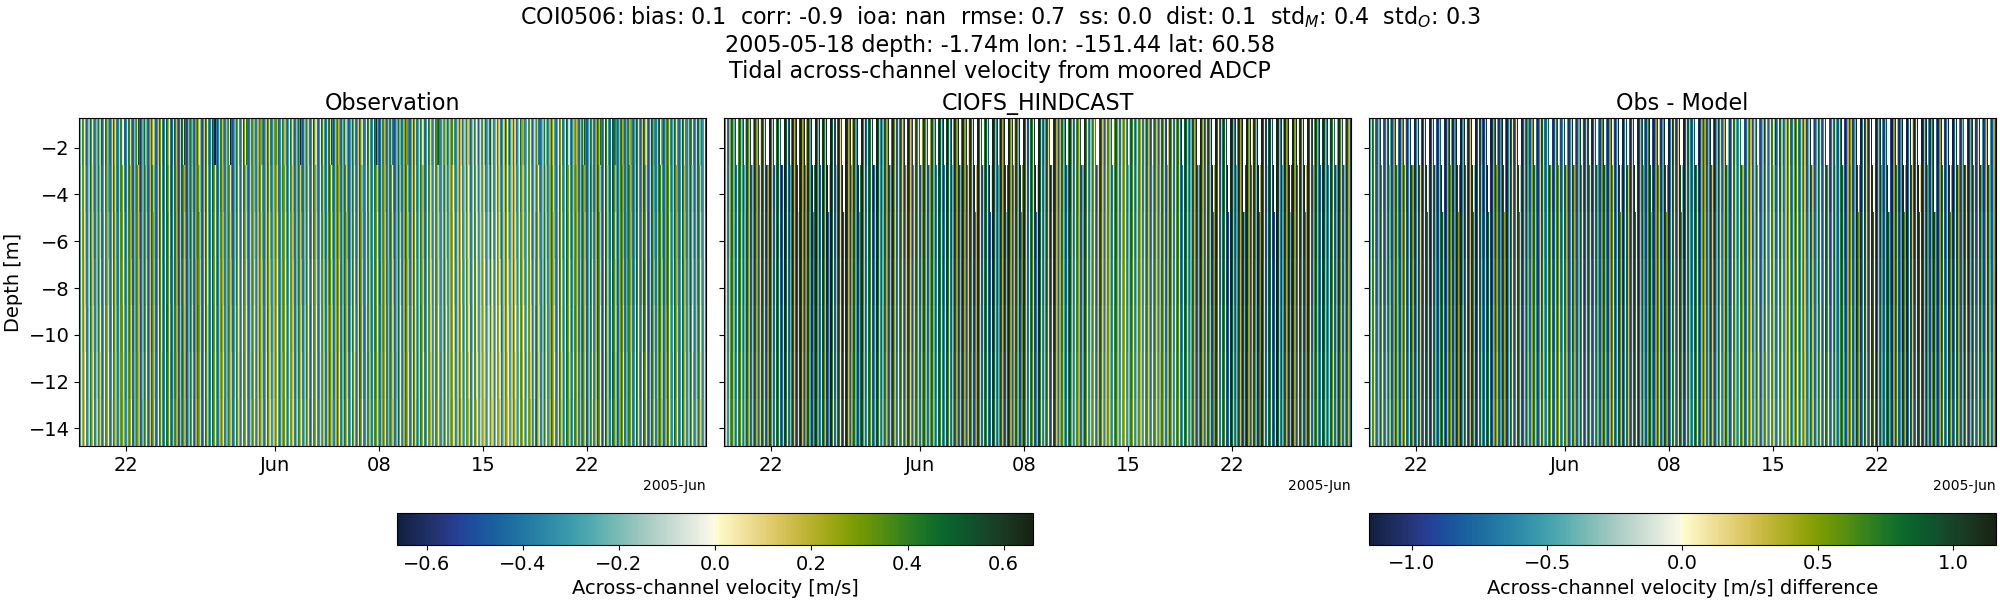 COI0506: bias: 0.1 corr: -0.9 ioa: nan rmse: 0.7 ss: 0.0 dist: 0.1 std_M: 0.4 std_O: 0.3
2005-05-18 depth: -1.74m lon: -151.44 lat: 60.58
Tidal across-channel velocity from moored ADCP
Observation
CIOFS_HINDCAST
Obs - Model
Depth [m]
−2
−4
−6
−8
−10
−12
−14
22 Jun 08 15 22
2005-Jun
22 Jun 08 15 22
2005-Jun
22 Jun 08 15 22
2005-Jun
−0.6 −0.4 −0.2 0.0 0.2 0.4 0.6
Across-channel velocity [m/s]
−1.0 −0.5 0.0 0.5 1.0
Across-channel velocity [m/s] difference